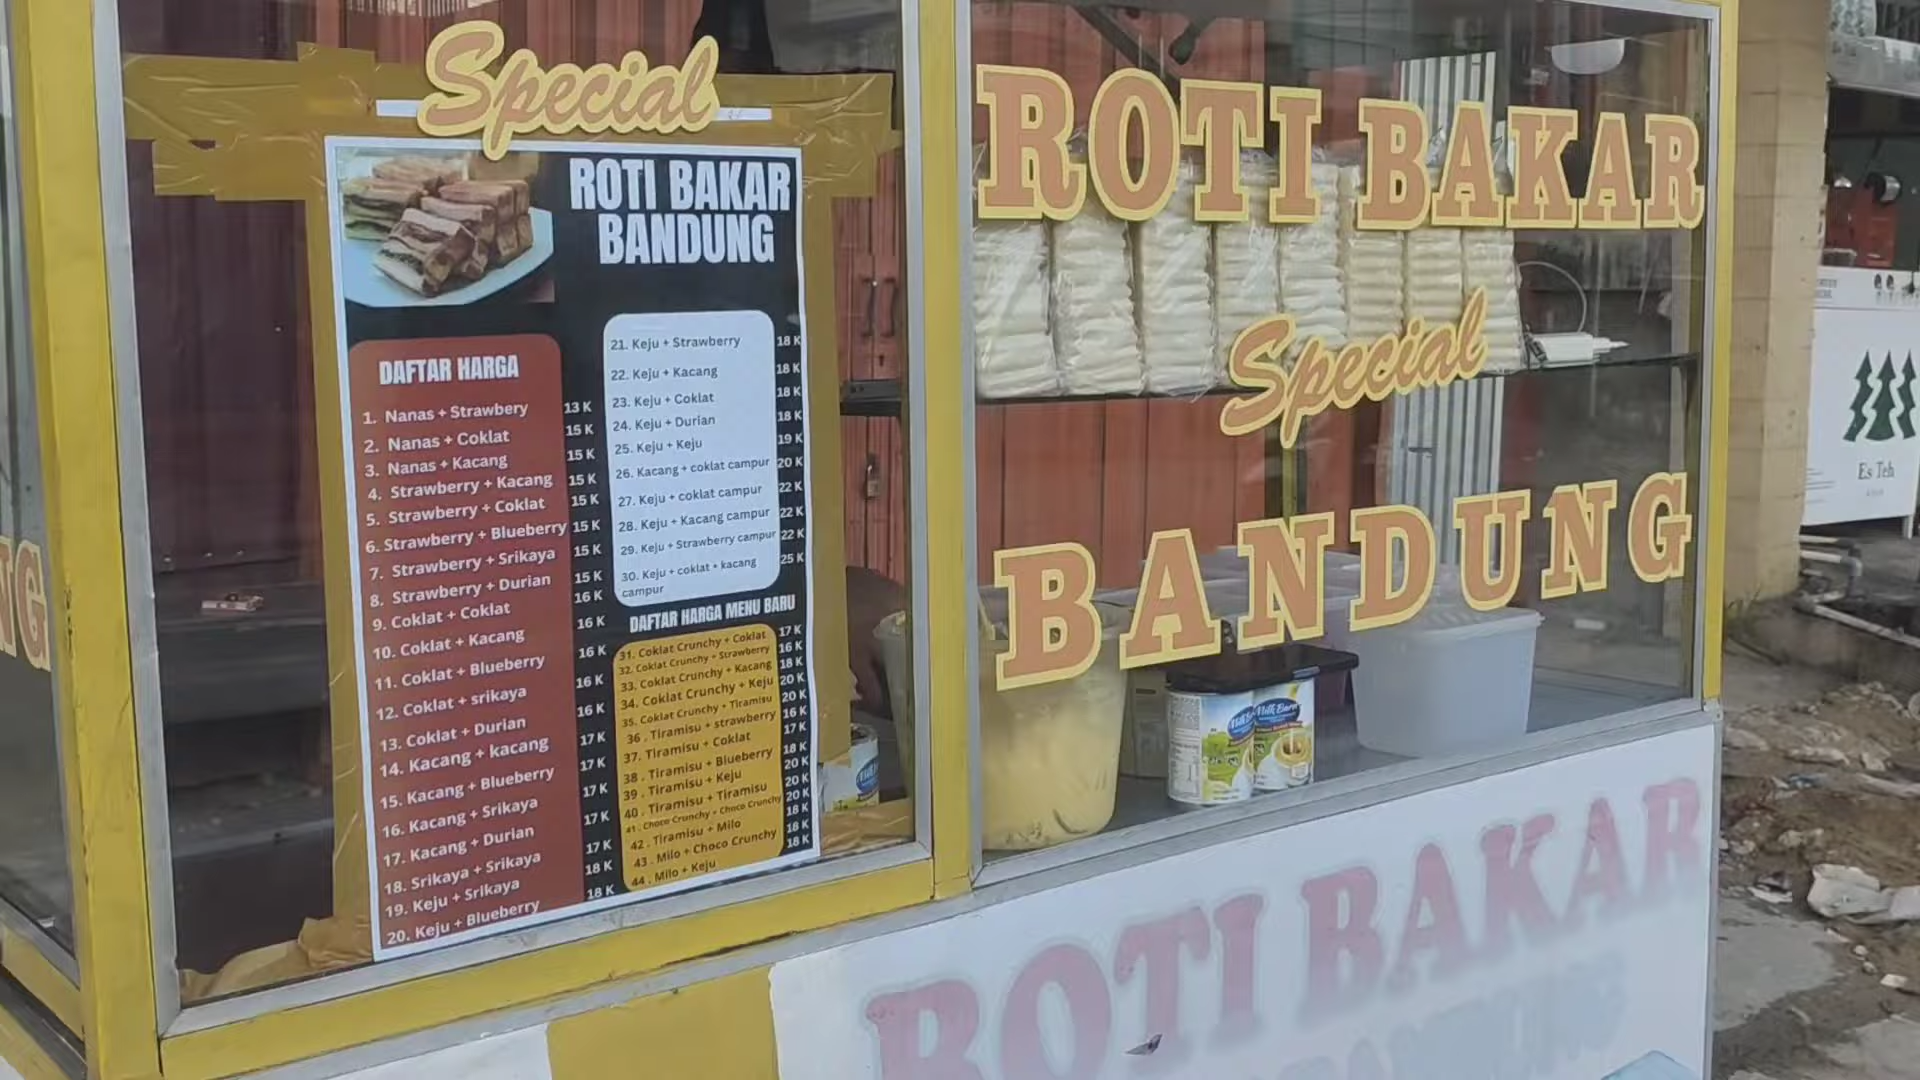 Special
ROTI BAKAR
BANDUNG
DAFTAR HARGA
1. Nanas + Strawbery 13 K
2. Nanas + Coklat 15 K
3. Nanas + Kacang 15 K
4. Strawberry + Kacang 15 K
5. Strawberry + Coklat 15 K
6. Strawberry + Blueberry 15 K
7. Strawberry + Srikaya 15 K
8. Strawberry + Durian 15 K
9. Coklat + Coklat 16 K
10. Coklat + Kacang 16 K
11. Coklat + Blueberry 16 K
12. Coklat + srikaya 16 K
13. Coklat + Durian 16 K
14. Kacang + kacang 17 K
15. Kacang + Blueberry 17 K
16. Kacang + Srikaya 17 K
17. Kacang + Durian 17 K
18. Srikaya + Srikaya 17 K
19. Keju + Srikaya 18 K
20. Keju + Blueberry 18 K
21. Keju + Strawberry 18 K
22. Keju + Kacang 18 K
23. Keju + Coklat 18 K
24. Keju + Durian 18 K
25. Keju + Keju 19 K
26. Kacang + coklat campur 20 K
27. Keju + coklat campur 22 K
28. Keju + Kacang campur 22 K
29. Keju + Strawberry campur 22 K
30. Keju + coklat + kacang 25 K
campur
DAFTAR HARGA MENU BARU
31. Coklat Crunchy + Coklat 17 K
32. Coklat Crunchy + Strawberry 16 K
33. Coklat Crunchy + Kacang 18 K
34. Coklat Crunchy + Keju 20 K
35. Coklat Crunchy + Tiramisu 20 K
36 . Tiramisu + strawberry 16 K
37. Tiramisu + Coklat 17 K
38 . Tiramisu + Blueberry 18 K
39 . Tiramisu + Keju 20 K
40 . Tiramisu + Tiramisu 20 K
41 . Choco Crunchy + Choco Crunchy 20 K
42 . Tiramisu + Milo 18 K
43 . Milo + Choco Crunchy 18 K
44 . Milo + Keju 18 K
ROTI BAKAR
Special
BANDUNG
NG
Milk Barn
ROTI BAKAR
BANDUNG
Es Teh